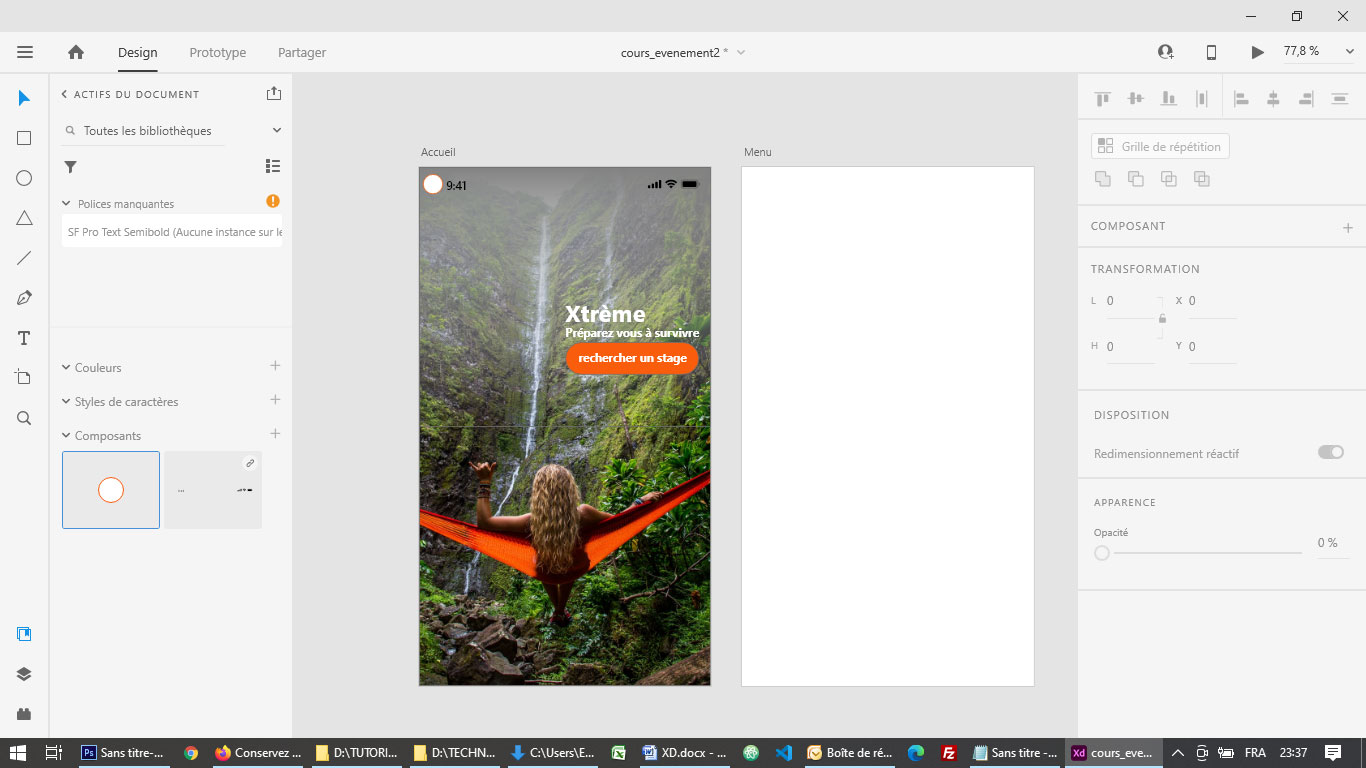 Design Prototype Partager
cours_evenement2 *
77,8 %
ACTIFS DU DOCUMENT
Toutes les bibliothèques
Polices manquantes
SF Pro Text Semibold (Aucune instance sur le
Couleurs
Styles de caractères
Composants
Accueil
9:41
Xtrème
Préparez vous à survivre
rechercher un stage
Menu
Grille de répétition
COMPOSANT
TRANSFORMATION
L 0 X 0
H 0 Y 0
DISPOSITION
Redimensionnement réactif
APPARENCE
Opacité
0 %
Ps Sans titre-... Conservez ... D:\TUTORI... D:\TECHN... C:\Users\E... XD.docx - ... Boîte de ré... Fz Sans titre -... Xd cours_eve... FRA 23:37